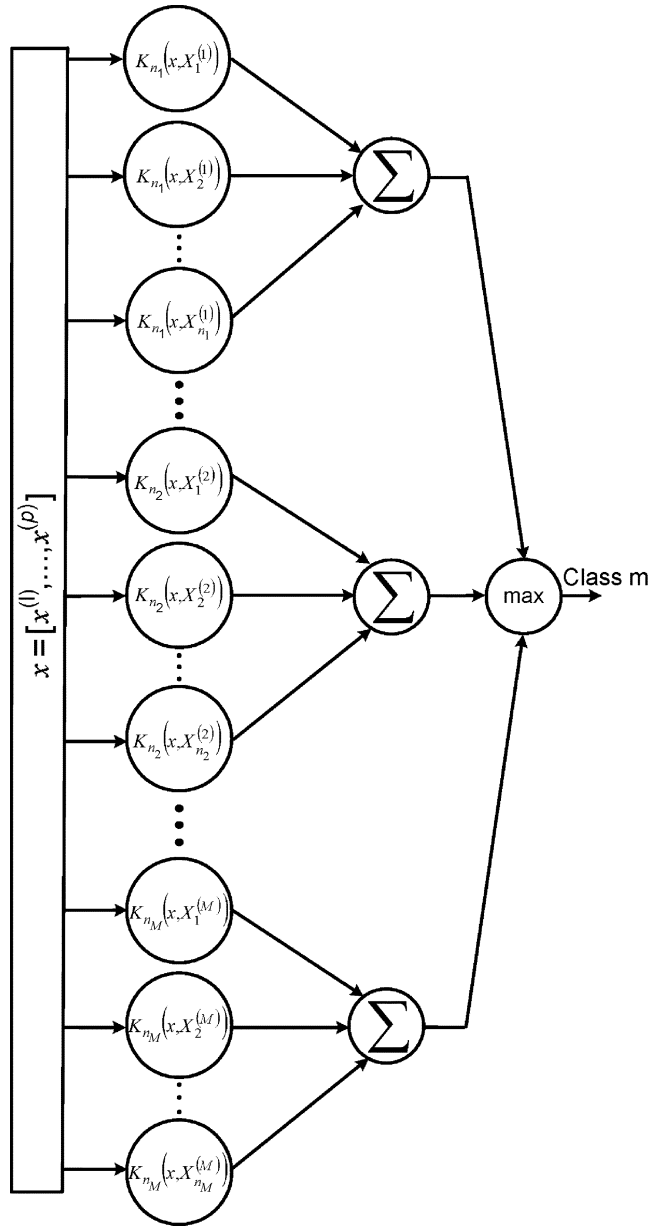 x = [x^(l), ..., x^(p)]
K_{n_1}(x, X_1^{(1)})
K_{n_1}(x, X_2^{(1)})
K_{n_1}(x, X_{n_1}^{(1)})
Σ
K_{n_2}(x, X_1^{(2)})
K_{n_2}(x, X_2^{(2)})
K_{n_2}(x, X_{n_2}^{(2)})
Σ
max
Class m
K_{n_M}(x, X_1^{(M)})
K_{n_M}(x, X_2^{(M)})
K_{n_M}(x, X_{n_M}^{(M)})
Σ